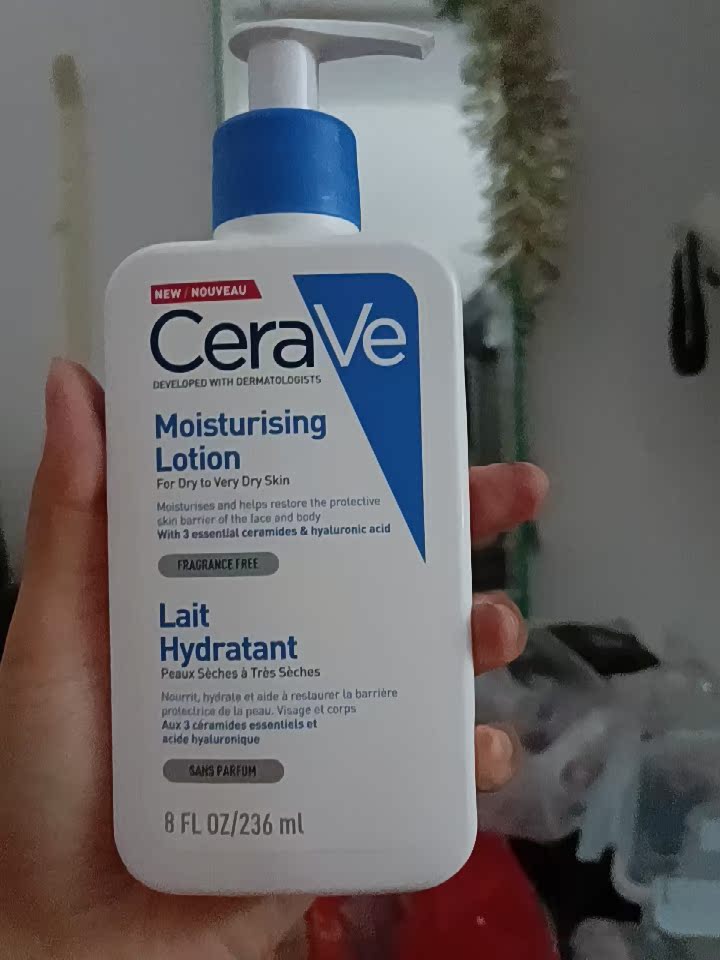 NEW / NOUVEAU
CeraVe
DEVELOPED WITH DERMATOLOGISTS
Moisturising
Lotion
For Dry to Very Dry Skin
Moisturises and helps restore the protective
skin barrier of the face and body
With 3 essential ceramides & hyaluronic acid
FRAGRANCE FREE
Lait
Hydratant
Peaux Sèches à Très Sèches
Nourrit, hydrate et aide à restaurer la barrière
protectrice de la peau. Visage et corps
Aux 3 céramides essentiels et
acide hyaluronique
SANS PARFUM
8 FL OZ/236 ml